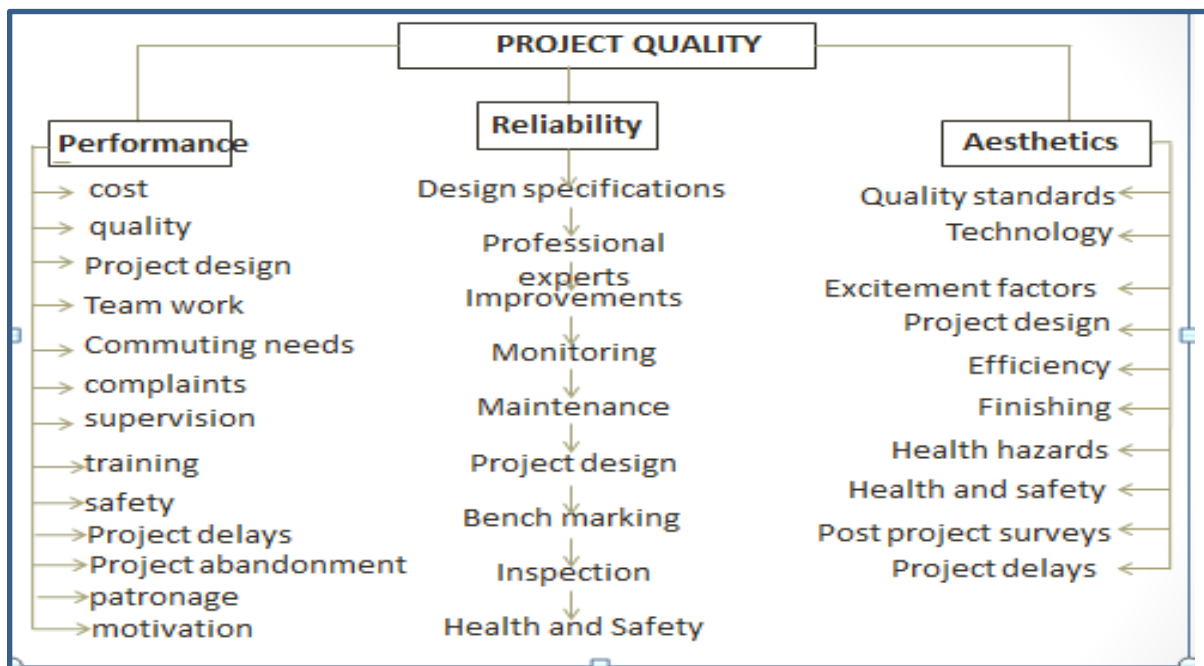 PROJECT QUALITY
Performance
cost
quality
Project design
Team work
Commuting needs
complaints
supervision
training
safety
Project delays
Project abandonment
patronage
motivation
Reliability
Design specifications
Professional
experts
Improvements
Monitoring
Maintenance
Project design
Bench marking
Inspection
Health and Safety
Aesthetics
Quality standards
Technology
Excitement factors
Project design
Efficiency
Finishing
Health hazards
Health and safety
Post project surveys
Project delays